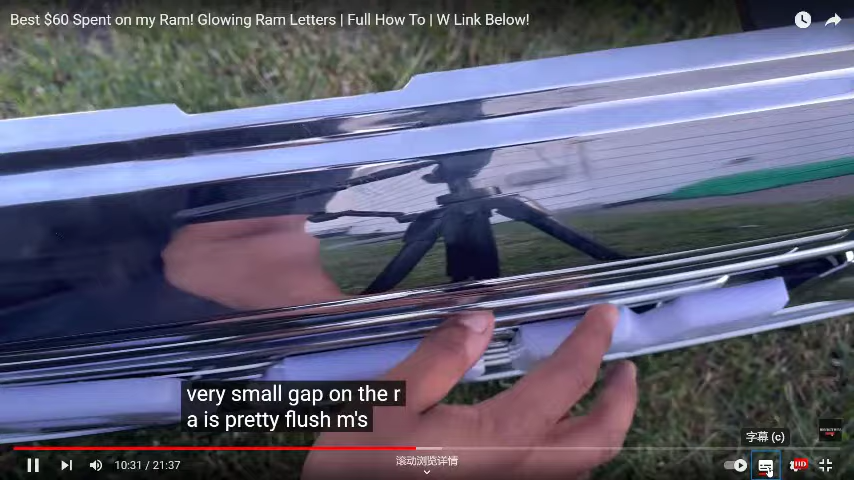 Best $60 Spent on my Ram! Glowing Ram Letters | Full How To | W Link Below!
very small gap on the r
a is pretty flush m's
字幕 (c)
10:31 / 21:37
滚动浏览详情
HD